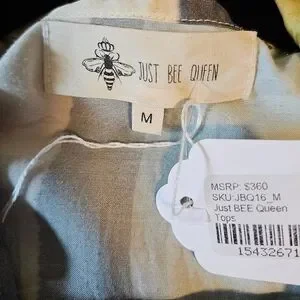 JUST BEE QUEEN
M
MSRP: $360
SKU:JBQ16_M
Just BEE Queen
Tops
15432671